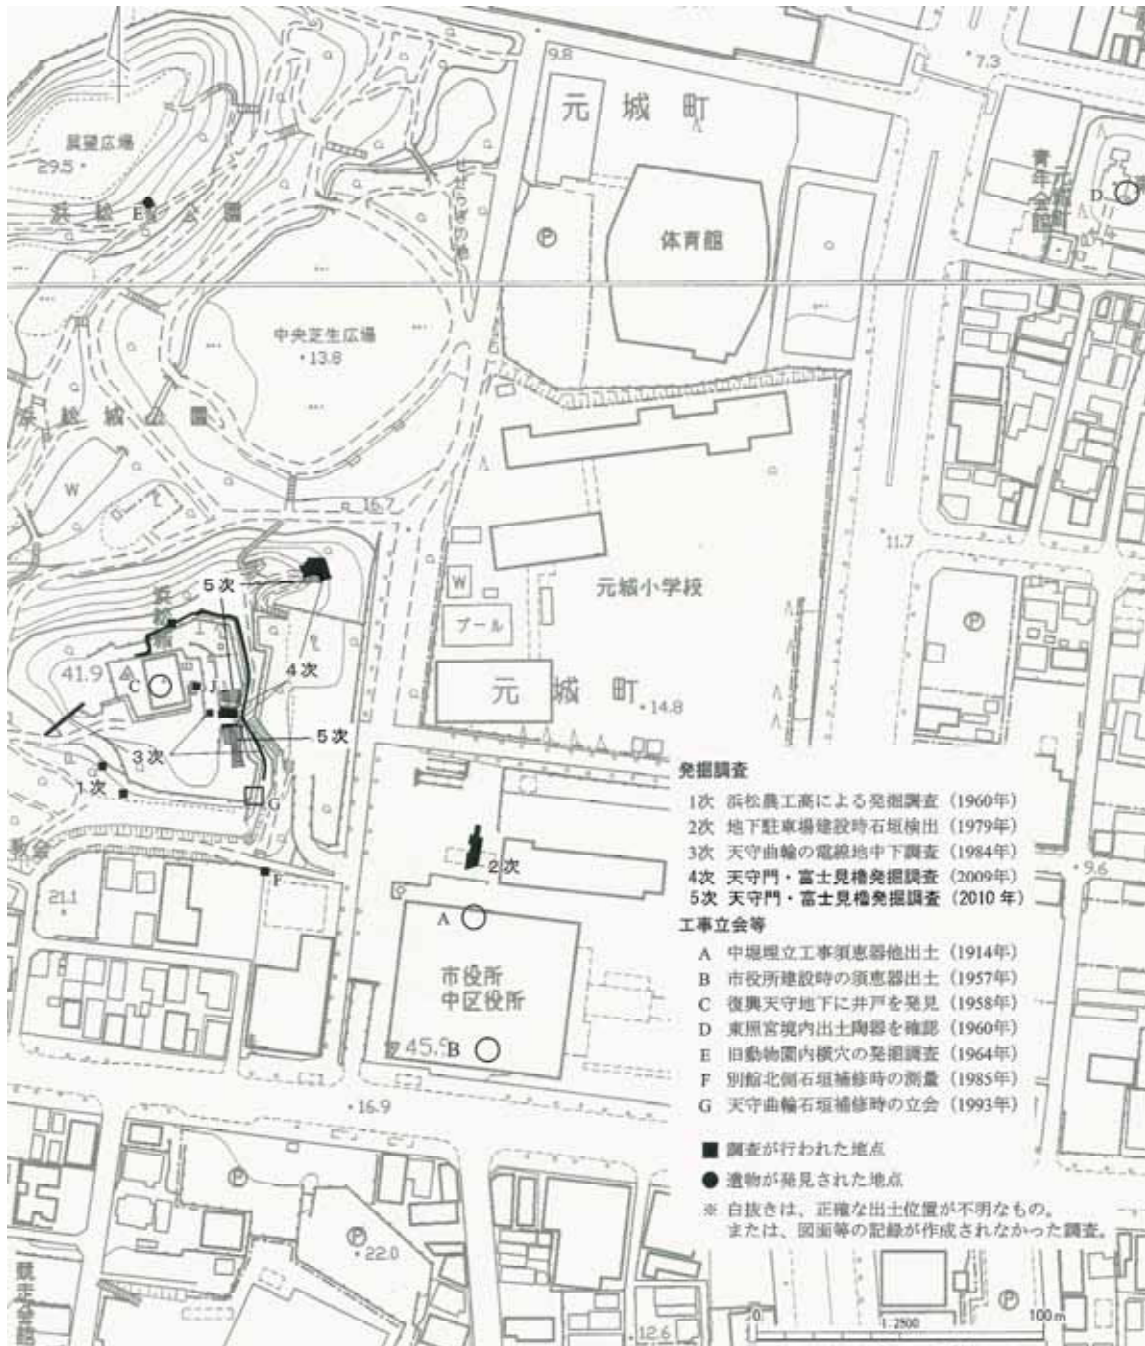 9.8
7.3
元城町
展望広場
29.5
E
浜松城公園
P
体育館
元城町
青年会館
D
中央芝生広場
13.8
浜松城公園
W
16.7
11.7
5次
W
元城小学校
プール
P
41.9
C
J
4次
元城町
14.8
3次
5次
1次
G
F
21.1
2次
A
市役所
中区役所
45.9
B
9.6
16.9
発掘調査
1次 浜松農工高による発掘調査(1960年)
2次 地下駐車場建設時石垣検出(1979年)
3次 天守曲輪の電線地中下調査(1984年)
4次 天守門・富士見櫓発掘調査(2009年)
5次 天守門・富士見櫓発掘調査(2010年)
工事立会等
A 中堀埋立工事須恵器他出土(1914年)
B 市役所建設時の須恵器出土(1957年)
C 復興天守地下に井戸を発見(1958年)
D 東照宮境内出土陶器を確認(1960年)
E 旧動物園内横穴の発掘調査(1964年)
F 別館北側石垣補修時の測量(1985年)
G 天守曲輪石垣補修時の立会(1993年)
■ 調査が行われた地点
● 遺物が発見された地点
※ 白抜きは、正確な出土位置が不明なもの。
または、図面等の記録が作成されなかった調査。
P
P
22.0
12.6
P
0
1:2500
100m